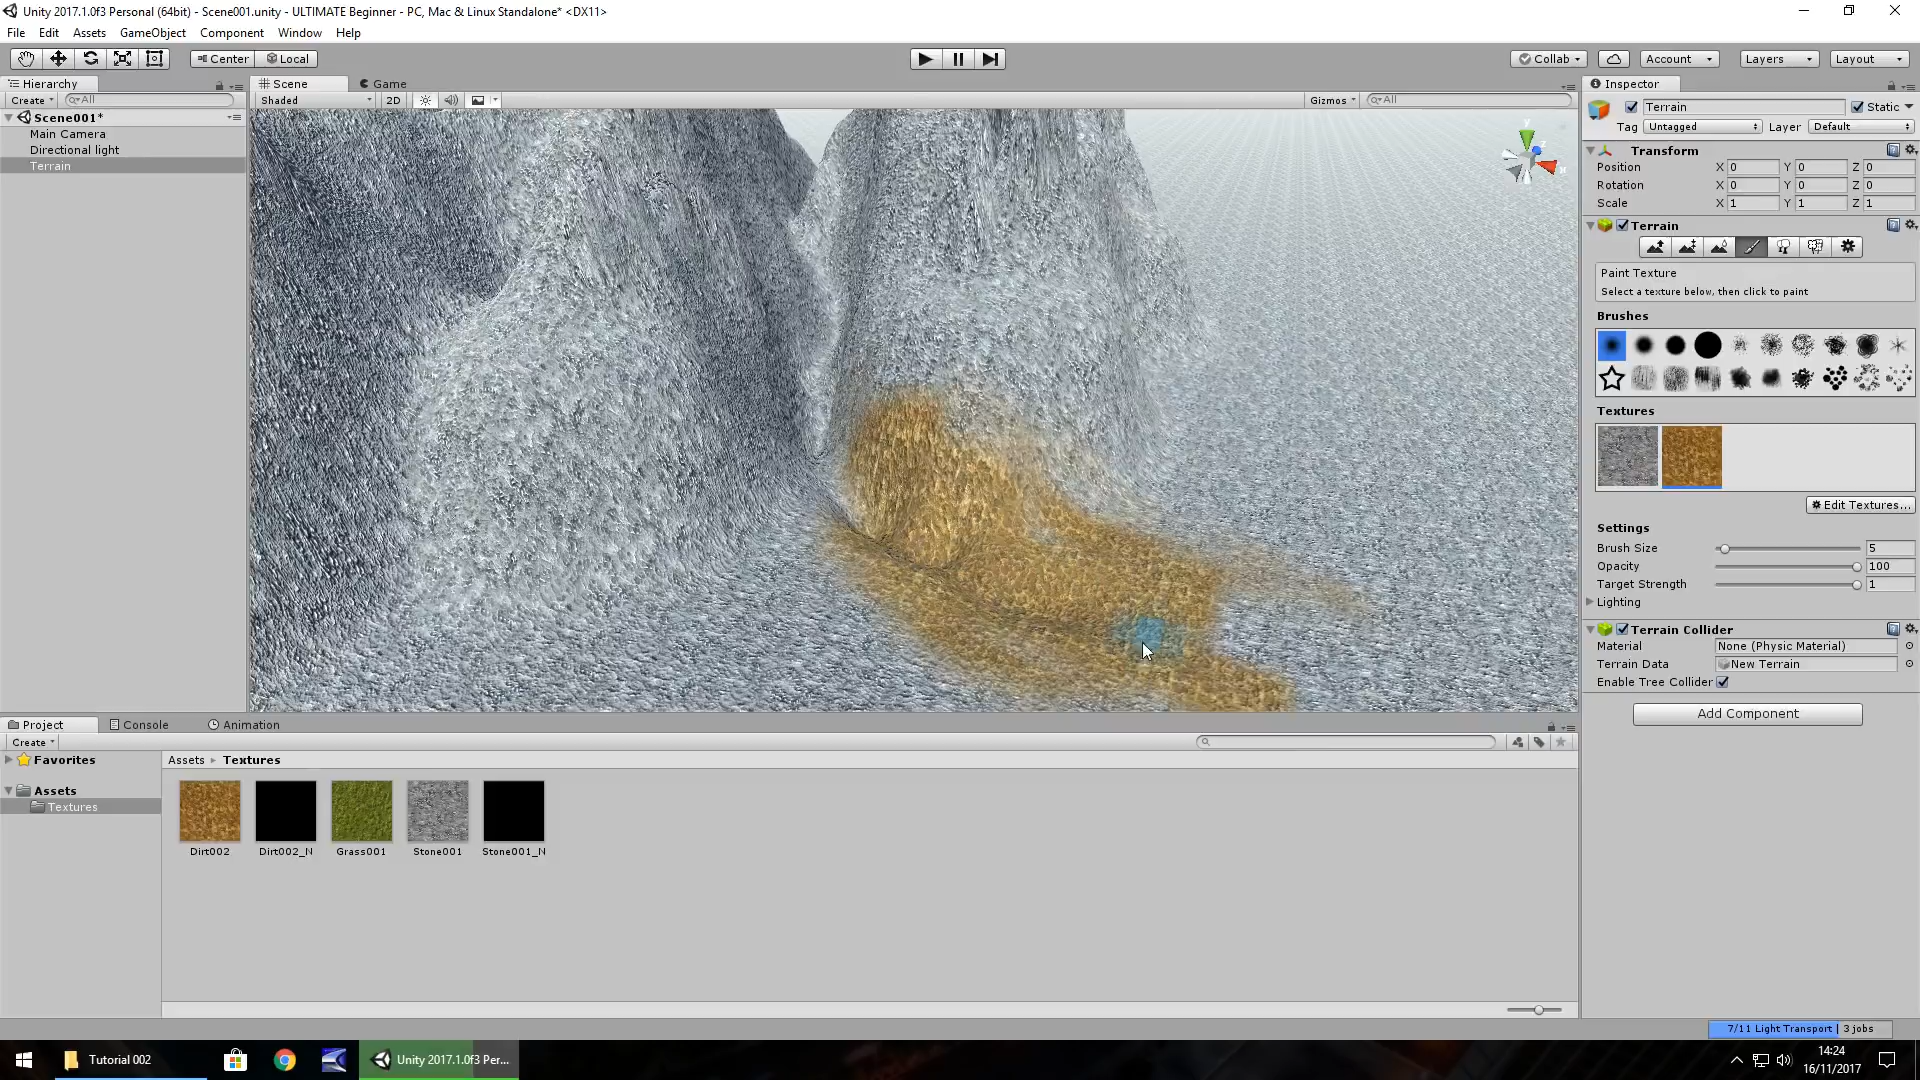 Unity 2017.1.0f3 Personal (64bit) - Scene001.unity - ULTIMATE Beginner - PC, Mac & Linux Standalone* <DX11>
File Edit Assets GameObject Component Window Help
Center Local Collab Account Layers Layout
Hierarchy Scene Game Inspector
Create All Shaded 2D Gizmos All
Scene001*
Main Camera
Directional light
Terrain
Terrain Static
Tag Untagged Layer Default
Transform
Position X 0 Y 0 Z 0
Rotation X 0 Y 0 Z 0
Scale X 1 Y 1 Z 1
Terrain
Paint Texture
Select a texture below, then click to paint
Brushes
Textures
Edit Textures...
Settings
Brush Size 5
Opacity 100
Target Strength 1
Lighting
Terrain Collider
Material None (Physic Material)
Terrain Data New Terrain
Enable Tree Collider
Add Component
Project Console Animation
Create
Favorites
Assets
Textures
Assets Textures
Dirt002 Dirt002_N Grass001 Stone001 Stone001_N
7/11 Light Transport | 3 jobs
Tutorial 002
Unity 2017.1.0f3 Per...
14:24
16/11/2017